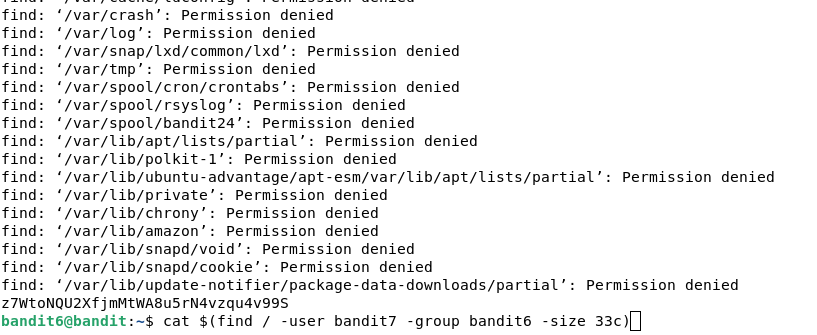 find: ‘/var/crash’: Permission denied
find: ‘/var/log’: Permission denied
find: ‘/var/snap/lxd/common/lxd’: Permission denied
find: ‘/var/tmp’: Permission denied
find: ‘/var/spool/cron/crontabs’: Permission denied
find: ‘/var/spool/rsyslog’: Permission denied
find: ‘/var/spool/bandit24’: Permission denied
find: ‘/var/lib/apt/lists/partial’: Permission denied
find: ‘/var/lib/polkit-1’: Permission denied
find: ‘/var/lib/ubuntu-advantage/apt-esm/var/lib/apt/lists/partial’: Permission denied
find: ‘/var/lib/private’: Permission denied
find: ‘/var/lib/chrony’: Permission denied
find: ‘/var/lib/amazon’: Permission denied
find: ‘/var/lib/snapd/void’: Permission denied
find: ‘/var/lib/snapd/cookie’: Permission denied
find: ‘/var/lib/update-notifier/package-data-downloads/partial’: Permission denied
z7WtoNQU2XfjmMtWA8u5rN4vzqu4v99S
bandit6@bandit:~$ cat $(find / -user bandit7 -group bandit6 -size 33c)